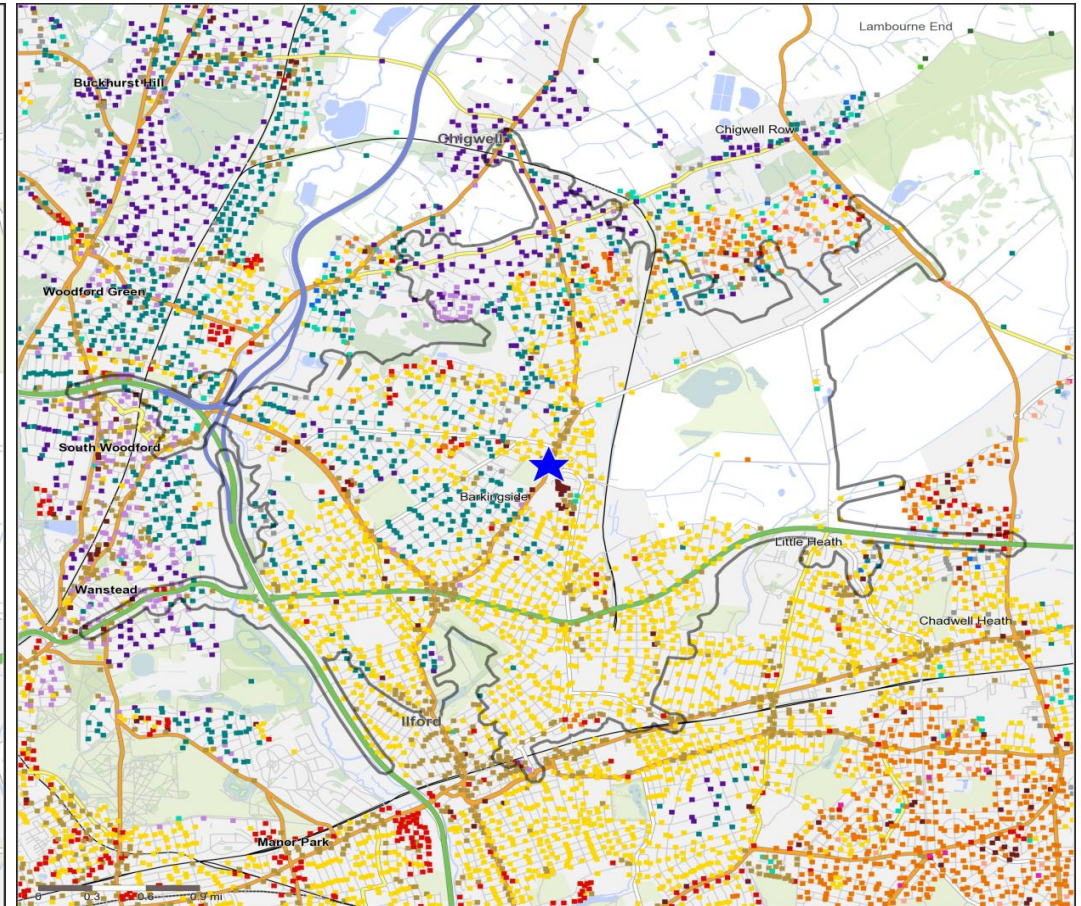 Lambourne End
Buckhurst Hill
Chigwell
Chigwell Row
Woodford Green
South Woodford
Barkingside
Little Heath
Wanstead
Chadwell Heath
Ilford
Manor Park
0 0.3 0.6 0.9 mi